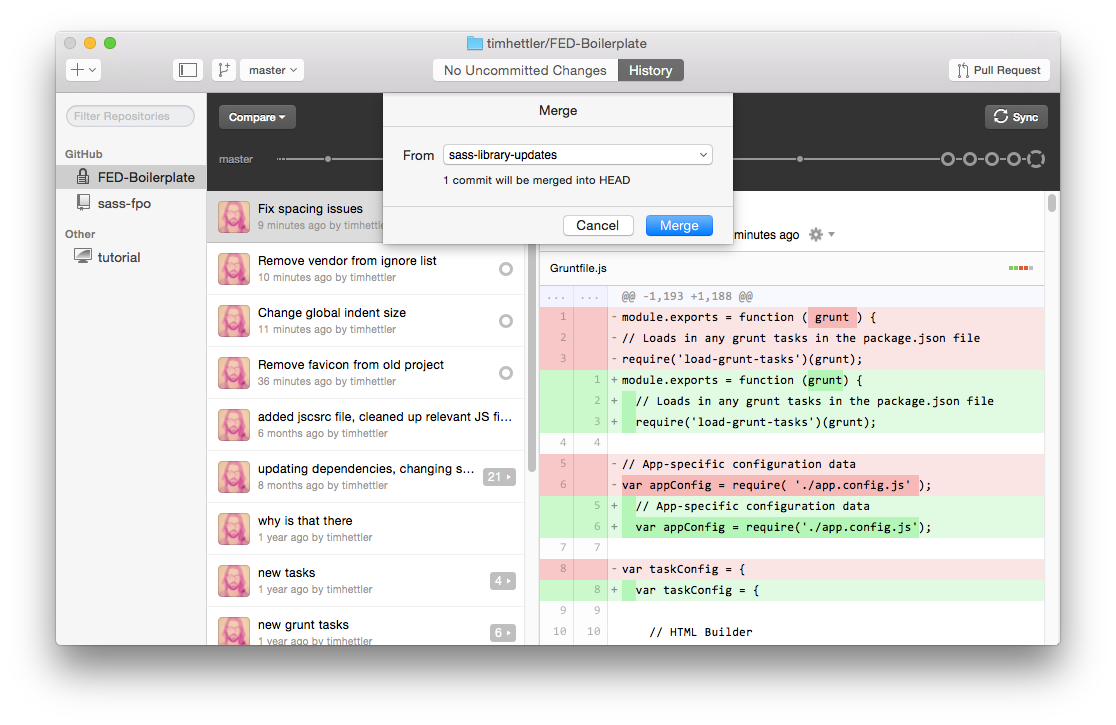 timhettler/FED-Boilerplate
master
No Uncommitted Changes
History
Pull Request
Filter Repositories
GitHub
FED-Boilerplate
sass-fpo
Other
tutorial
Compare
Sync
master
Merge
From
sass-library-updates
1 commit will be merged into HEAD
Cancel
Merge
Fix spacing issues
9 minutes ago by timhettler
Remove vendor from ignore list
10 minutes ago by timhettler
Change global indent size
11 minutes ago by timhettler
Remove favicon from old project
36 minutes ago by timhettler
added jscsrc file, cleaned up relevant JS fi…
6 months ago by timhettler
updating dependencies, changing s…
8 months ago by timhettler
21
why is that there
1 year ago by timhettler
new tasks
1 year ago by timhettler
4
new grunt tasks
1 year ago by timhettler
6
minutes ago
Gruntfile.js
... ... @@ -1,193 +1,188 @@
1 - module.exports = function ( grunt ) {
2 - // Loads in any grunt tasks in the package.json file
3 - require('load-grunt-tasks')(grunt);
1 + module.exports = function (grunt) {
2 + // Loads in any grunt tasks in the package.json file
3 + require('load-grunt-tasks')(grunt);
4 4
5 - // App-specific configuration data
6 - var appConfig = require( './app.config.js' );
5 + // App-specific configuration data
6 + var appConfig = require('./app.config.js');
7 7
8 - var taskConfig = {
8 + var taskConfig = {
9 9
10 10 // HTML Builder